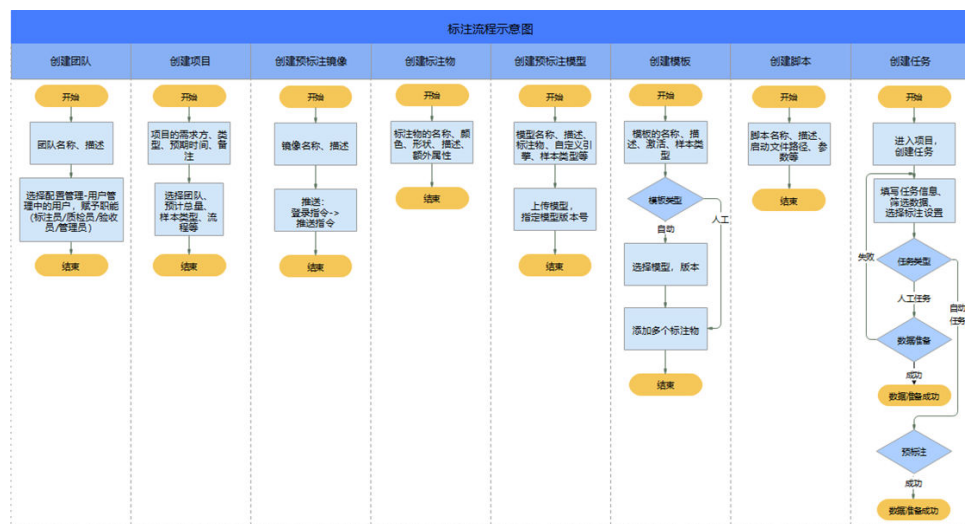 标注流程示意图
创建团队
创建项目
创建预标注镜像
创建标注物
创建预标注模型
创建模板
创建脚本
创建任务
开始
团队名称、描述
选择配置管理-用户管
理中的用户，赋予职能
(标注员/质检员/验收
员/管理员)
结束
开始
项目的需求方、类
型、预期时间、备
注
选择团队、
预计总量、
样本类型、流
程等
结束
开始
镜像名称、描述
推送：
登录指令->
推送指令
结束
开始
标注物的名称、颜
色、形状、描述、
额外属性
结束
开始
模型名称、描述、
标注物、自定义引
擎、样本类型等
上传模型，
指定模型版本号
结束
开始
模板的名称、描
述、激活、样本类
型
模板类型
人工
自动
选择模型，版本
添加多个标注物
结束
开始
脚本名称、描述、
启动文件路径、参
数等
结束
开始
进入项目，
创建任务
填写任务信息、
筛选数据、
选择标注设置
失败
任务类型
人工任务
自动
任务
数据准备
成功
数据准备成功
预标注
成功
数据准备成功